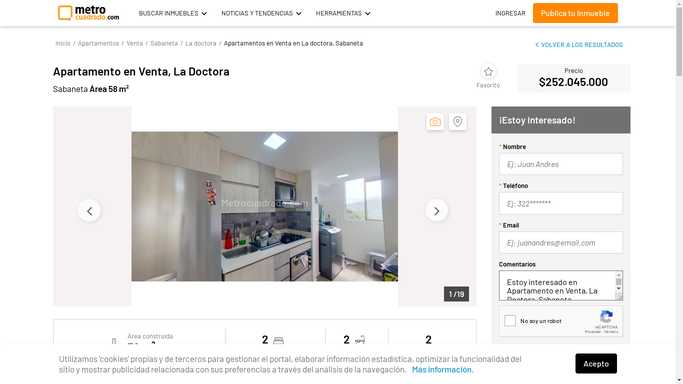 metro
cuadrado.com
BUSCAR INMUEBLES
NOTICIAS Y TENDENCIAS
HERRAMIENTAS
INGRESAR
Publica tu Inmueble
Inicio / Apartamentos / Venta / Sabaneta / La doctora / Apartamentos en Venta en La doctora, Sabaneta
VOLVER A LOS RESULTADOS
Apartamento en Venta, La Doctora
Sabaneta Área 58 m²
Favorito
Precio
$252.045.000
Metrocuadrado.com
1 /19
¡Estoy Interesado!
* Nombre
Ej: Juan Andres
* Teléfono
Ej: 322*******
* Email
Ej: juanandres@email.com
Comentarios
Estoy interesado en
Apartamento en Venta, La
Doctora, Sabaneta
No soy un robot
reCAPTCHA
Privacidad - Términos
Área construida
2
2
2
Utilizamos 'cookies' propias y de terceros para gestionar el portal, elaborar información estadística, optimizar la funcionalidad del
sitio y mostrar publicidad relacionada con sus preferencias a través del análisis de la navegación. Más información.
Acepto